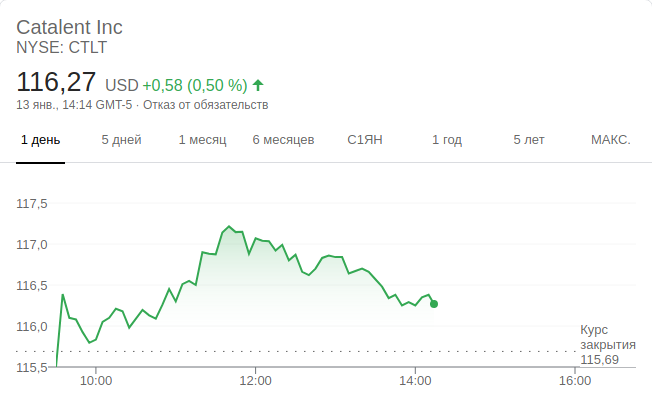 Catalent Inc
NYSE: CTLT
116,27 USD +0,58 (0,50 %)
13 янв., 14:14 GMT-5 · Отказ от обязательств
1 день 5 дней 1 месяц 6 месяцев С1ЯН 1 год 5 лет МАКС.
117,5
117,0
116,5
116,0
115,5
Курс
закрытия
115,69
10:00 12:00 14:00 16:00